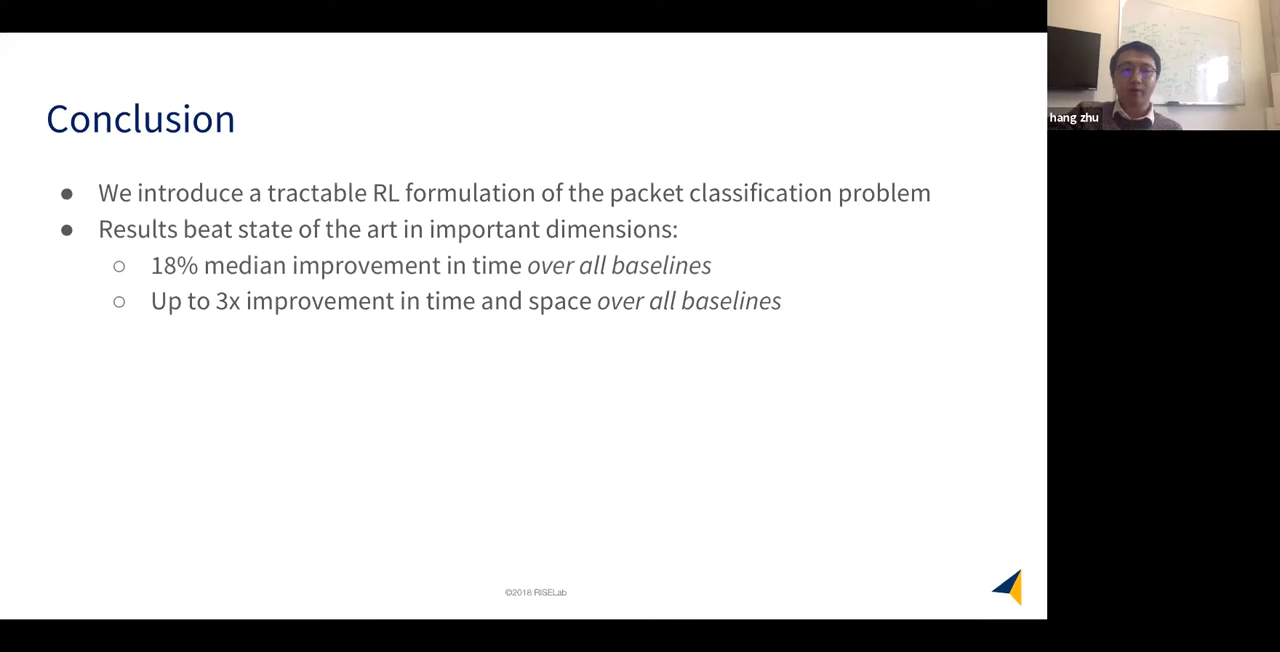 Conclusion
● We introduce a tractable RL formulation of the packet classification problem
● Results beat state of the art in important dimensions:
○ 18% median improvement in time over all baselines
○ Up to 3x improvement in time and space over all baselines
©2018 RISELab
hang zhu